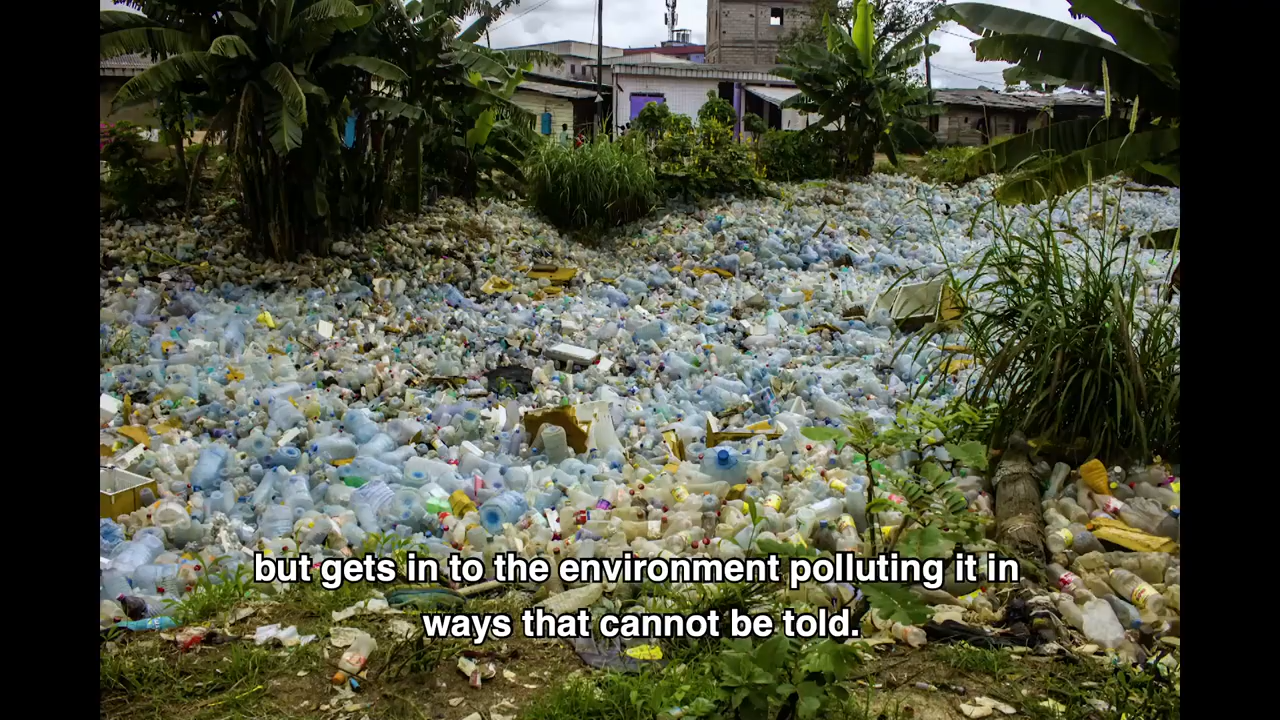 but gets in to the environment polluting it in
ways that cannot be told.